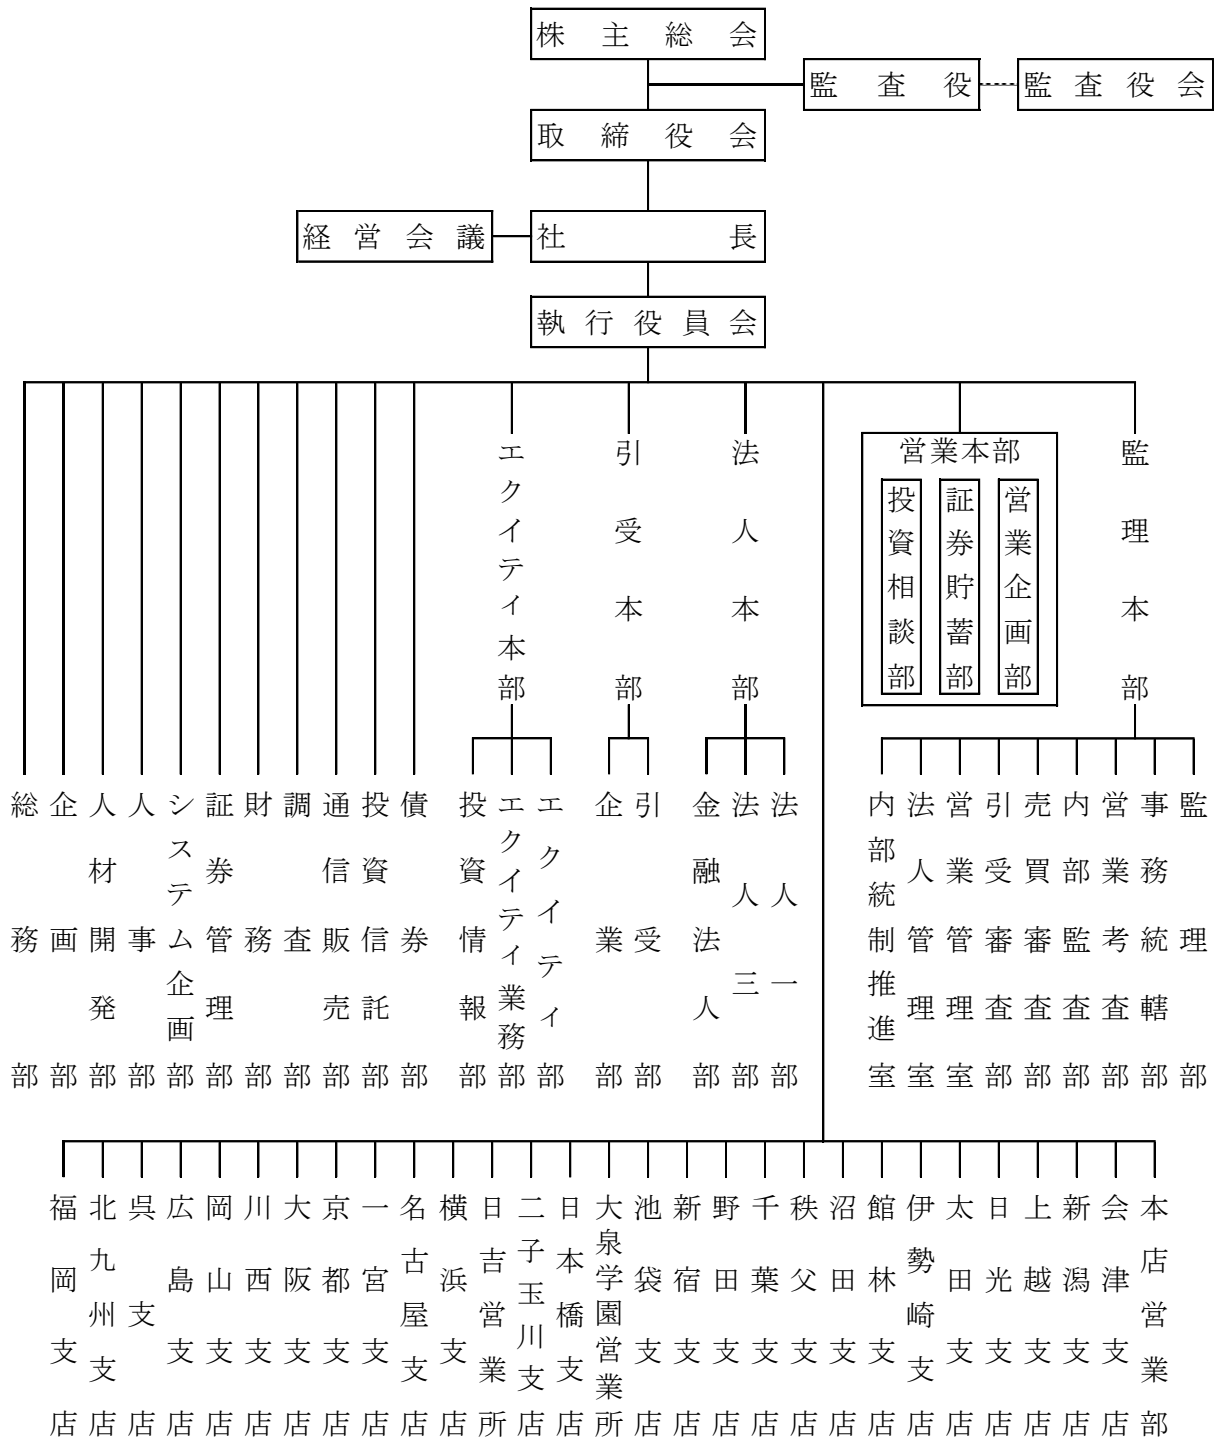 株主総会
監査役
監査役会
取締役会
経営会議
社長
執行役員会
エクイティ本部
引受本部
法人本部
営業本部
投資相談部
証券貯蓄部
営業企画部
監理本部
総務部
企画部
人材開発部
人事部
システム企画部
証券管理部
財務部
調査部
通信販売部
投資信託部
債券部
投資情報部
エクイティ業務部
エクイティ部
企業部
引受部
金融法人部
法人三部
法人一部
内部統制推進室
法人管理室
営業管理室
引受審査部
売買審査部
内部監査部
営業考査部
事務統轄部
監理部
福岡支店
北九州支店
呉支店
広島支店
岡山支店
川西支店
大阪支店
京都支店
一宮支店
名古屋支店
横浜支店
日吉営業所
二子玉川支店
日本橋支店
大泉学園営業所
池袋支店
新宿支店
野田支店
千葉支店
秩父支店
沼田支店
館林支店
伊勢崎支店
太田支店
日光支店
上越支店
新潟支店
会津支店
本店営業部